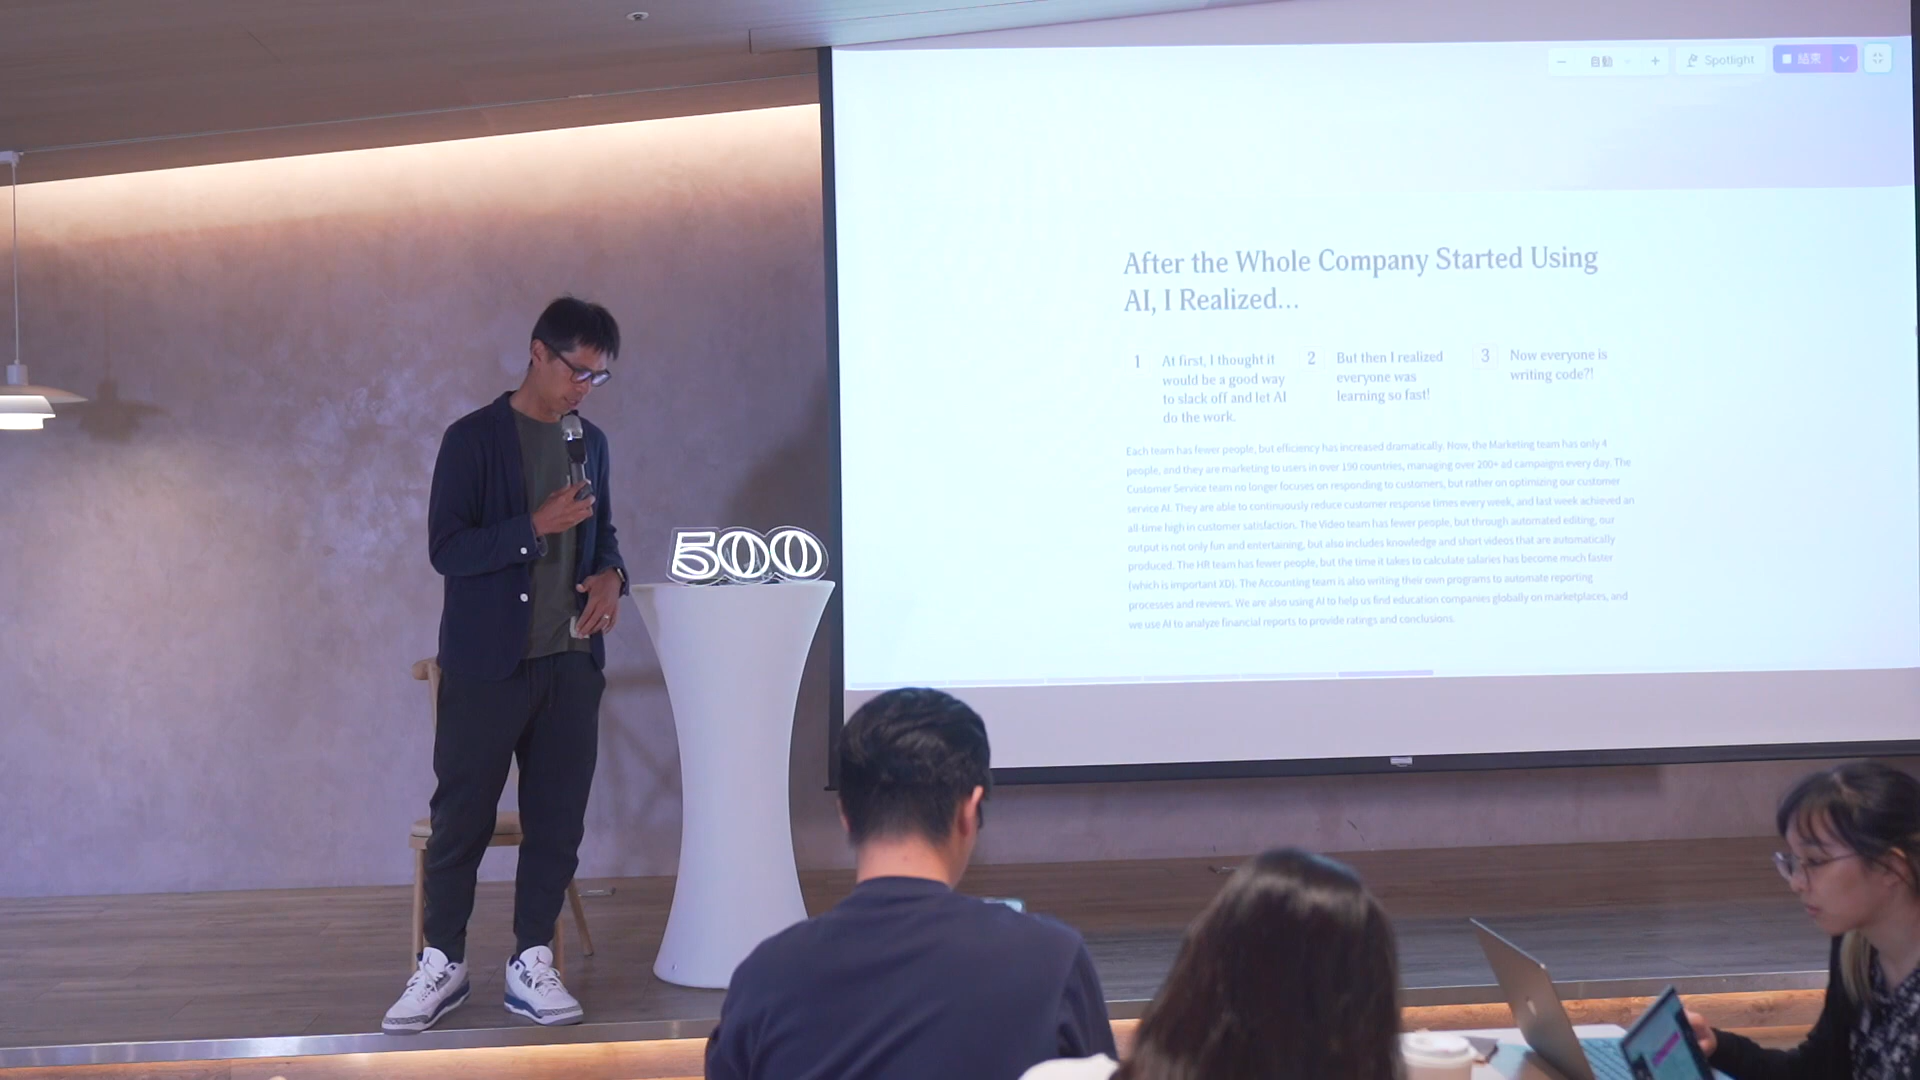 自動
Spotlight
結束
After the Whole Company Started Using
AI, I Realized...
1
At first, I thought it
would be a good way
to slack off and let AI
do the work.
2
But then I realized
everyone was
learning so fast!
3
Now everyone is
writing code?!
Each team has fewer people, but efficiency has increased dramatically. Now, the Marketing team has only 4
people, and they are marketing to users in over 190 countries, managing over 200+ ad campaigns every day. The
Customer Service team no longer focuses on responding to customers, but rather on optimizing our customer
service AI. They are able to continuously reduce customer response times every week, and last week achieved an
all-time high in customer satisfaction. The Video team has fewer people, but through automated editing, our
output is not only fun and entertaining, but also includes knowledge and short videos that are automatically
produced. The HR team has fewer people, but the time it takes to calculate salaries has become much faster
(which is important XD). The Accounting team is also writing their own programs to automate reporting
processes and reviews. We are also using AI to help us find education companies globally on marketplaces, and
we use AI to analyze financial reports to provide ratings and conclusions.
500